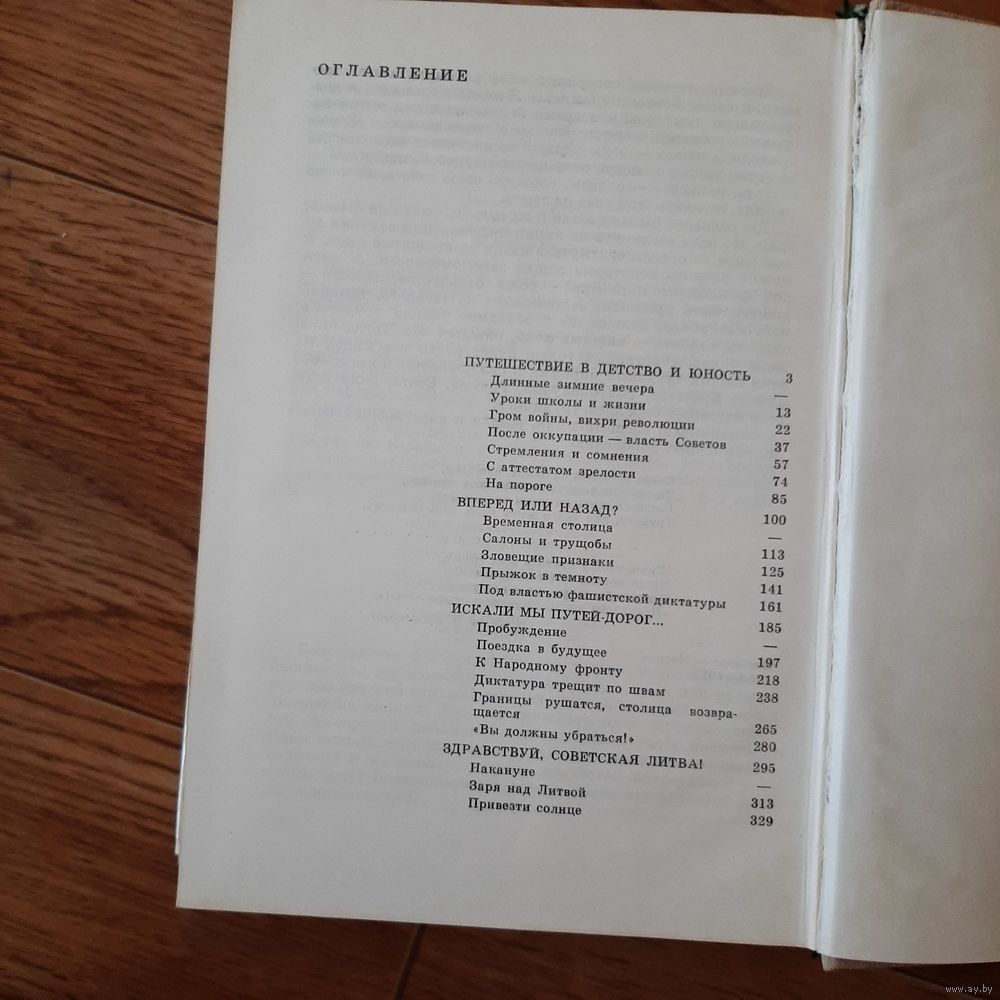 ОГЛАВЛЕНИЕ
ПУТЕШЕСТВИЕ В ДЕТСТВО И ЮНОСТЬ 3
Длинные зимние вечера —
Уроки школы и жизни 13
Гром войны, вихри революции 22
После оккупации — власть Советов 37
Стремления и сомнения 57
С аттестатом зрелости 74
На пороге 85
ВПЕРЕД ИЛИ НАЗАД? 100
Временная столица —
Салоны и трущобы 113
Зловещие признаки 125
Прыжок в темноту 141
Под властью фашистской диктатуры 161
ИСКАЛИ МЫ ПУТЕЙ-ДОРОГ... 185
Пробуждение —
Поездка в будущее 197
К Народному фронту 218
Диктатура трещит по швам 238
Границы рушатся, столица возвра-
щается 265
«Вы должны убраться!» 280
ЗДРАВСТВУЙ, СОВЕТСКАЯ ЛИТВА! 295
Накануне —
Заря над Литвой 313
Привезти солнце 329
www.ay.by